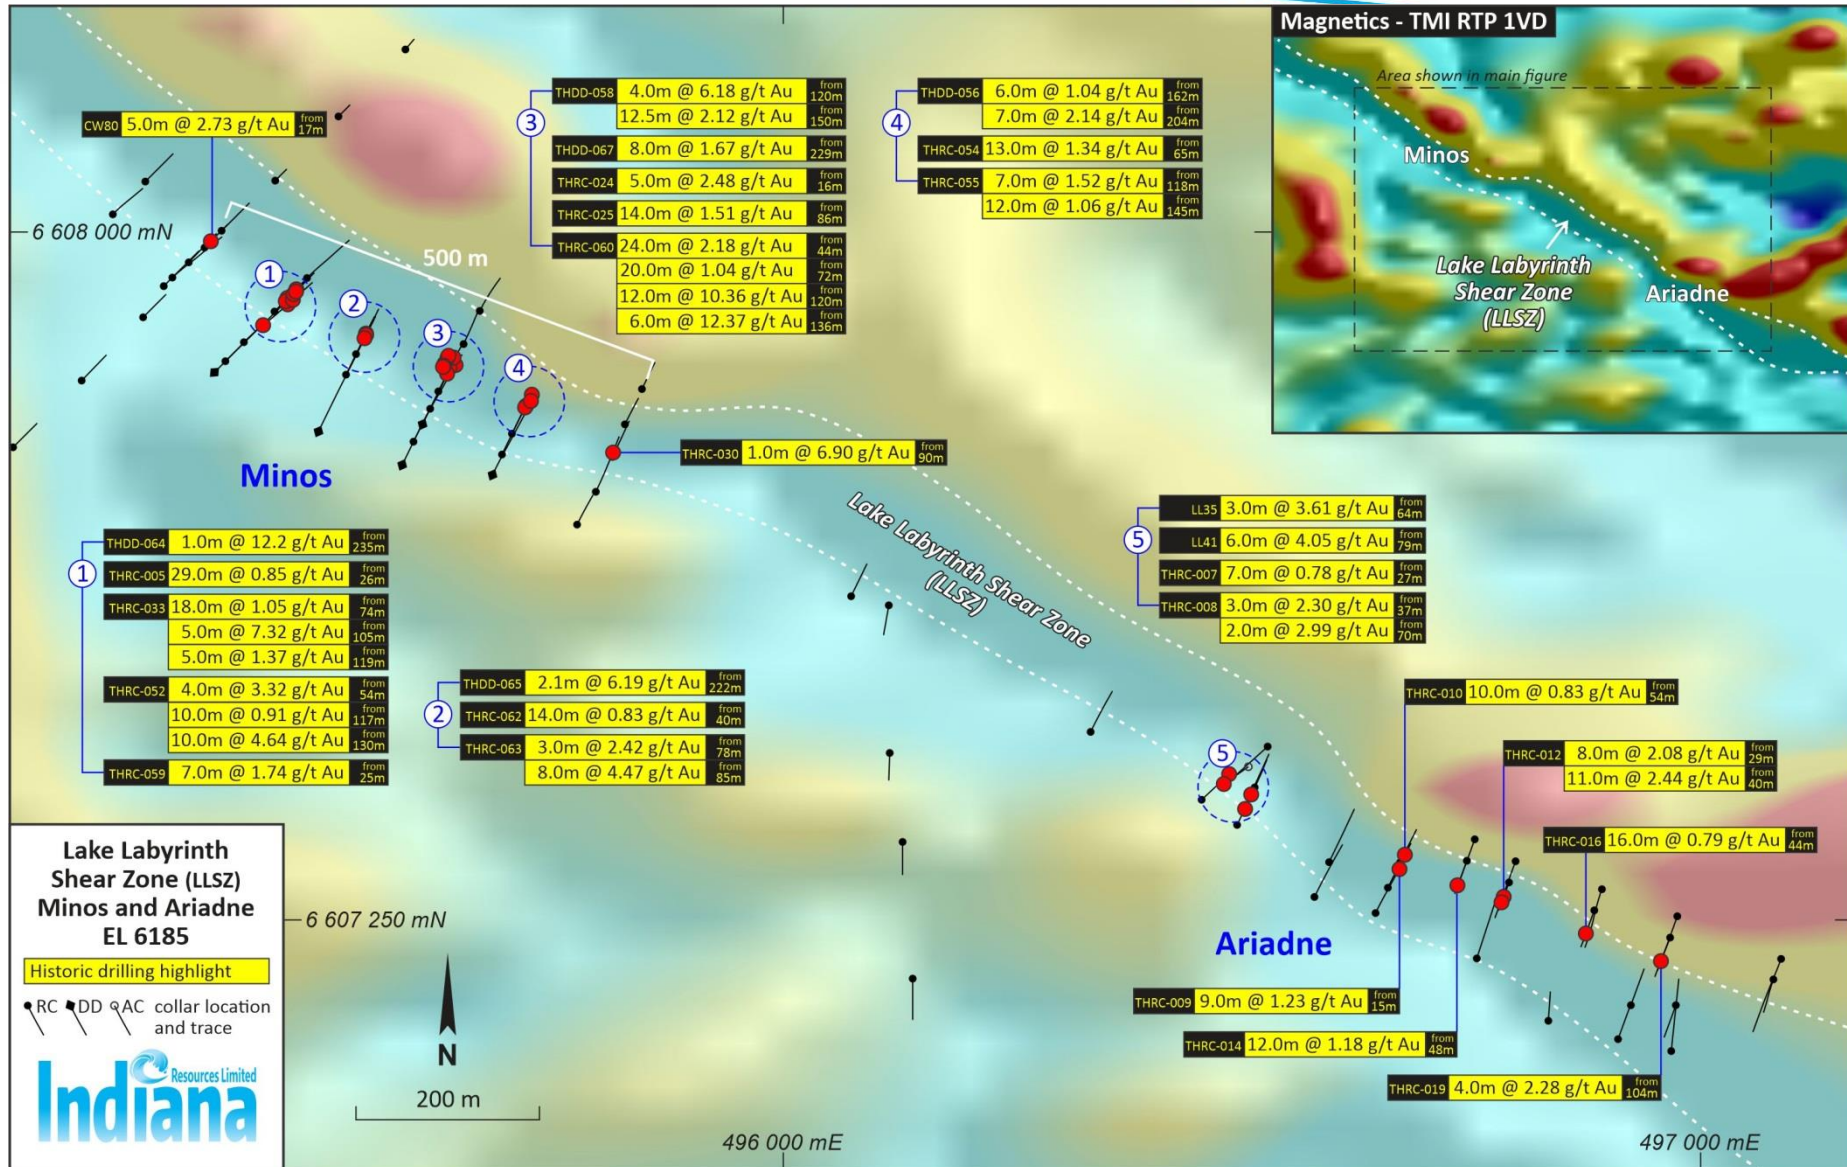 Magnetics - TMI RTP 1VD
Area shown in main figure
Minos
Lake Labyrinth
Shear Zone
(LLSZ)
Ariadne
CW80 5.0m @ 2.73 g/t Au from 17m
6 608 000 mN
500 m
3
THDD-058 4.0m @ 6.18 g/t Au from 120m
12.5m @ 2.12 g/t Au from 150m
THDD-067 8.0m @ 1.67 g/t Au from 229m
THRC-024 5.0m @ 2.48 g/t Au from 16m
THRC-025 14.0m @ 1.51 g/t Au from 86m
THRC-060 24.0m @ 2.18 g/t Au from 44m
20.0m @ 1.04 g/t Au from 72m
12.0m @ 10.36 g/t Au from 120m
6.0m @ 12.37 g/t Au from 136m
4
THDD-056 6.0m @ 1.04 g/t Au from 162m
7.0m @ 2.14 g/t Au from 204m
THRC-054 13.0m @ 1.34 g/t Au from 65m
THRC-055 7.0m @ 1.52 g/t Au from 118m
12.0m @ 1.06 g/t Au from 145m
1
2
3
4
Minos
THRC-030 1.0m @ 6.90 g/t Au from 90m
Lake Labyrinth Shear Zone
(LLSZ)
1
THDD-064 1.0m @ 12.2 g/t Au from 235m
THRC-005 29.0m @ 0.85 g/t Au from 26m
THRC-033 18.0m @ 1.05 g/t Au from 74m
5.0m @ 7.32 g/t Au from 105m
5.0m @ 1.37 g/t Au from 119m
THRC-052 4.0m @ 3.32 g/t Au from 54m
10.0m @ 0.91 g/t Au from 117m
10.0m @ 4.64 g/t Au from 130m
THRC-059 7.0m @ 1.74 g/t Au from 25m
2
THDD-065 2.1m @ 6.19 g/t Au from 222m
THRC-062 14.0m @ 0.83 g/t Au from 40m
THRC-063 3.0m @ 2.42 g/t Au from 78m
8.0m @ 4.47 g/t Au from 85m
5
LL35 3.0m @ 3.61 g/t Au from 64m
LL41 6.0m @ 4.05 g/t Au from 79m
THRC-007 7.0m @ 0.78 g/t Au from 27m
THRC-008 3.0m @ 2.30 g/t Au from 37m
2.0m @ 2.99 g/t Au from 70m
THRC-010 10.0m @ 0.83 g/t Au from 54m
THRC-012 8.0m @ 2.08 g/t Au from 29m
11.0m @ 2.44 g/t Au from 40m
THRC-016 16.0m @ 0.79 g/t Au from 44m
5
Ariadne
THRC-009 9.0m @ 1.23 g/t Au from 15m
THRC-014 12.0m @ 1.18 g/t Au from 48m
THRC-019 4.0m @ 2.28 g/t Au from 104m
Lake Labyrinth
Shear Zone (LLSZ)
Minos and Ariadne
EL 6185
Historic drilling highlight
RC DD AC collar location
and trace
Indiana Resources Limited
6 607 250 mN
N
200 m
496 000 mE
497 000 mE